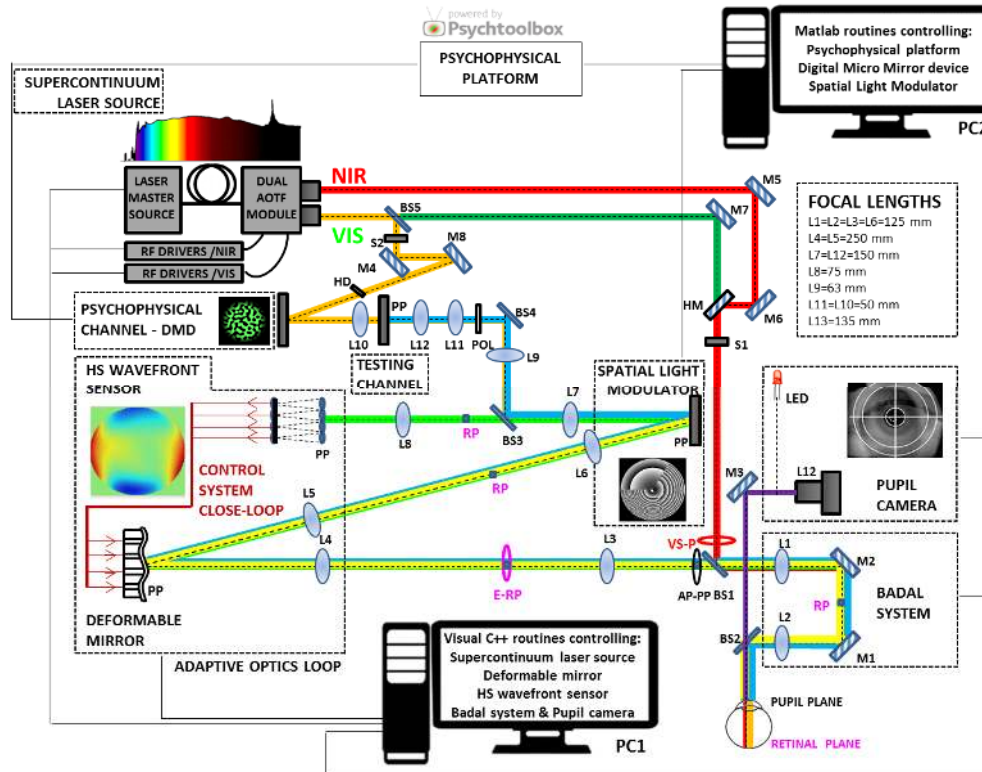 powered by
Psychtoolbox
PSYCHOPHYSICAL
PLATFORM
Matlab routines controlling:
Psychophysical platform
Digital Micro Mirror device
Spatial Light Modulator
PC2
SUPERCONTINUUM
LASER SOURCE
LASER
MASTER
SOURCE
DUAL
AOTF
MODULE
NIR
VIS
RF DRIVERS /NIR
RF DRIVERS /VIS
BS5
S2
M4
M8
HD
M7
M5
HM
M6
S1
FOCAL LENGTHS
L1=L2=L3=L6=125 mm
L4=L5=250 mm
L7=L12=150 mm
L8=75 mm
L9=63 mm
L11=L10=50 mm
L13=135 mm
PSYCHOPHYSICAL
CHANNEL - DMD
L10
PP
L12
L11
POL
BS4
L9
TESTING
CHANNEL
HS WAVEFRONT
SENSOR
PP
L8
RP
BS3
L7
SPATIAL LIGHT
MODULATOR
PP
L6
RP
CONTROL
SYSTEM
CLOSE-LOOP
L5
L4
PP
E-RP
L3
VS-P
AP-PP
BS1
DEFORMABLE
MIRROR
ADAPTIVE OPTICS LOOP
LED
M3
L12
PUPIL
CAMERA
L1
M2
RP
BADAL
SYSTEM
BS2
L2
M1
PUPIL PLANE
RETINAL PLANE
Visual C++ routines controlling:
Supercontinuum laser source
Deformable mirror
HS wavefront sensor
Badal system & Pupil camera
PC1